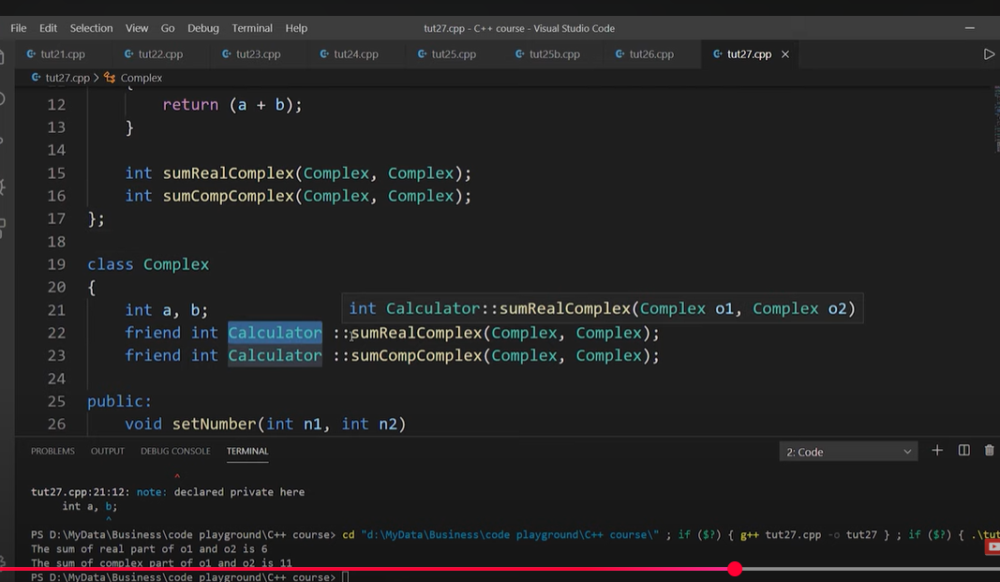 File Edit Selection View Go Debug Terminal Help tut27.cpp - C++ course - Visual Studio Code
tut21.cpp tut22.cpp tut23.cpp tut24.cpp tut25.cpp tut25b.cpp tut26.cpp tut27.cpp
tut27.cpp > Complex
12 return (a + b);
13 }
14
15 int sumRealComplex(Complex, Complex);
16 int sumCompComplex(Complex, Complex);
17 };
18
19 class Complex
20 {
int Calculator::sumRealComplex(Complex o1, Complex o2)
21 int a, b;
22 friend int Calculator ::sumRealComplex(Complex, Complex);
23 friend int Calculator ::sumCompComplex(Complex, Complex);
24
25 public:
26 void setNumber(int n1, int n2)
PROBLEMS OUTPUT DEBUG CONSOLE TERMINAL 2: Code
^
tut27.cpp:21:12: note: declared private here
int a, b;
^
PS D:\MyData\Business\code playground\C++ course> cd "d:\MyData\Business\code playground\C++ course\" ; if ($?) { g++ tut27.cpp -o tut27 } ; if ($?) { .\tut
The sum of real part of o1 and o2 is 6
The sum of complex part of o1 and o2 is 11
PS D:\MyData\Business\code playground\C++ course>